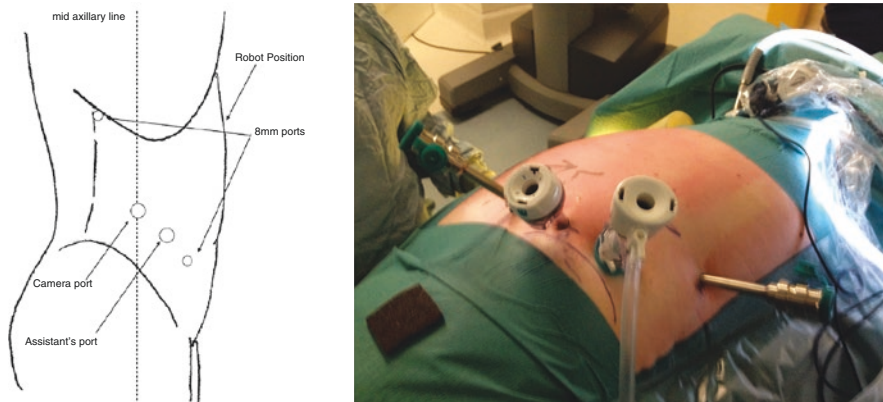 mid axillary line
Robot Position
8mm ports
Camera port
Assistant's port